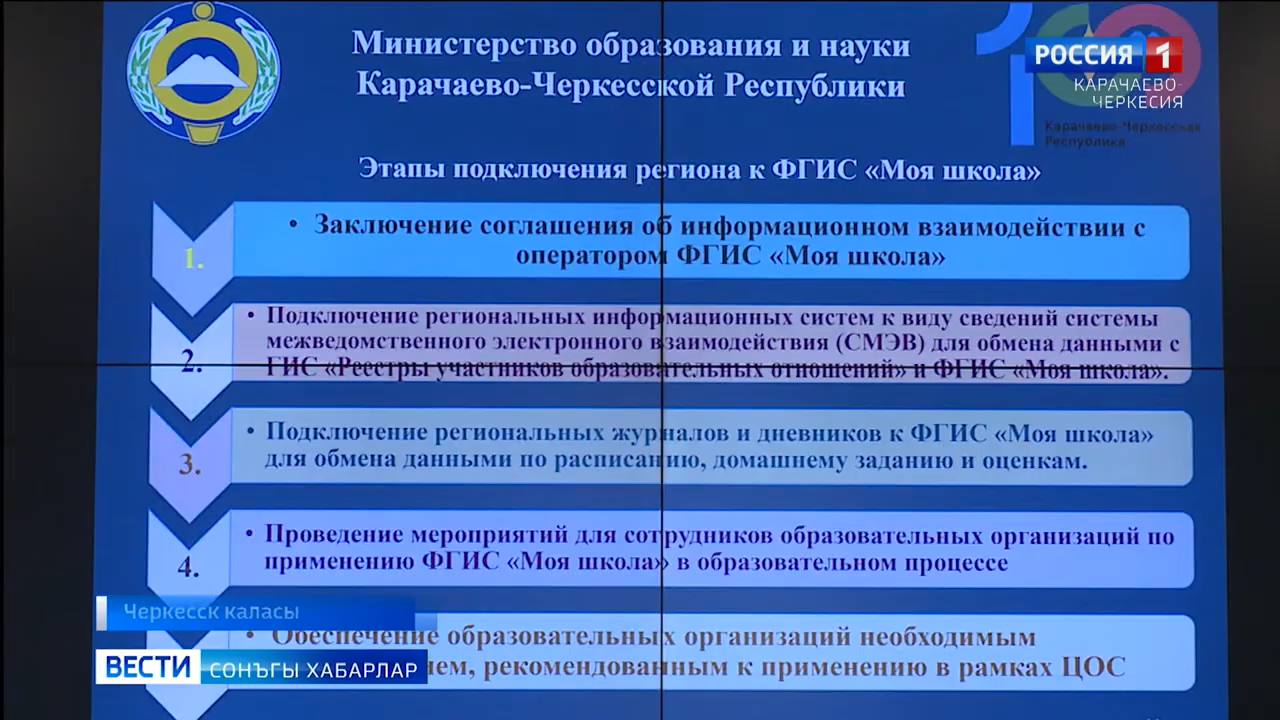 Министерство образования и науки
Карачаево-Черкесской Республики
РОССИЯ 1
КАРАЧАЕВО-
ЧЕРКЕСИЯ
Карачаево-Черкесская
Республика
Этапы подключения региона к ФГИС «Моя школа»
1.
• Заключение соглашения об информационном взаимодействии с
оператором ФГИС «Моя школа»
2.
• Подключение региональных информационных систем к виду сведений системы
межведомственного электронного взаимодействия (СМЭВ) для обмена данными с
ГИС «Реестры участников образовательных отношений» и ФГИС «Моя школа».
3.
• Подключение региональных журналов и дневников к ФГИС «Моя школа»
для обмена данными по расписанию, домашнему заданию и оценкам.
4.
• Проведение мероприятий для сотрудников образовательных организаций по
применению ФГИС «Моя школа» в образовательном процессе
• Обеспечение образовательных организаций необходимым
рекомендованным к применению в рамках ЦОС
Черкесск каласы
ВЕСТИ СОНЪГЫ ХАБАРЛАР